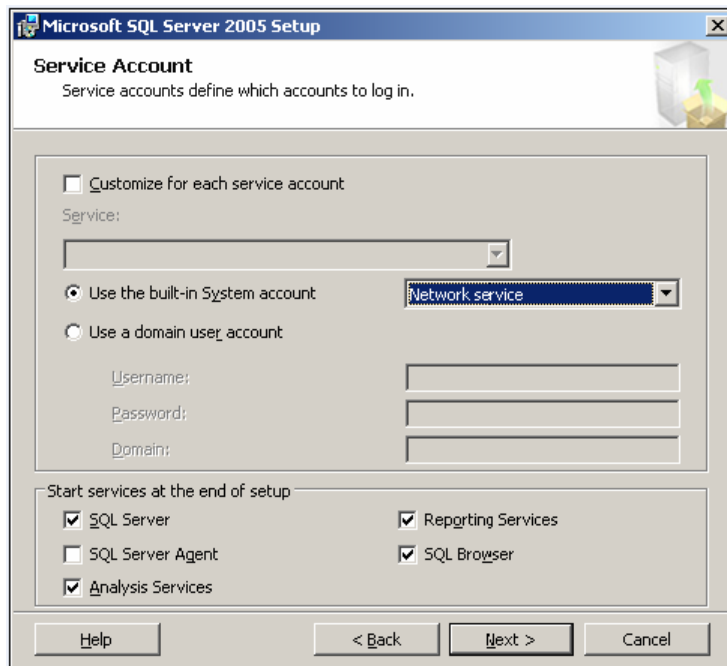 Microsoft SQL Server 2005 Setup
Service Account
Service accounts define which accounts to log in.
Customize for each service account
Service:
Use the built-in System account
Network service
Use a domain user account
Username:
Password:
Domain:
Start services at the end of setup
SQL Server
Reporting Services
SQL Server Agent
SQL Browser
Analysis Services
Help
< Back
Next >
Cancel